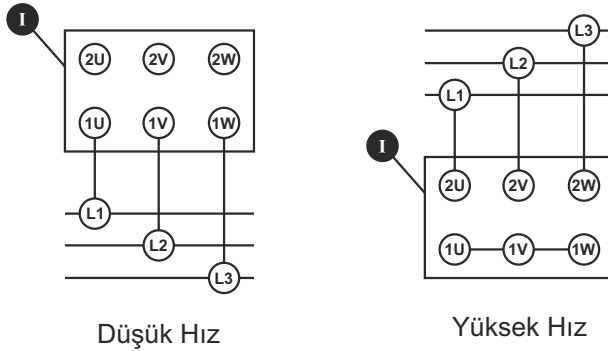 I
2U 2V 2W
1U 1V 1W
L1
L2
L3
Düşük Hız
L3
L2
L1
I
2U 2V 2W
1U 1V 1W
Yüksek Hız